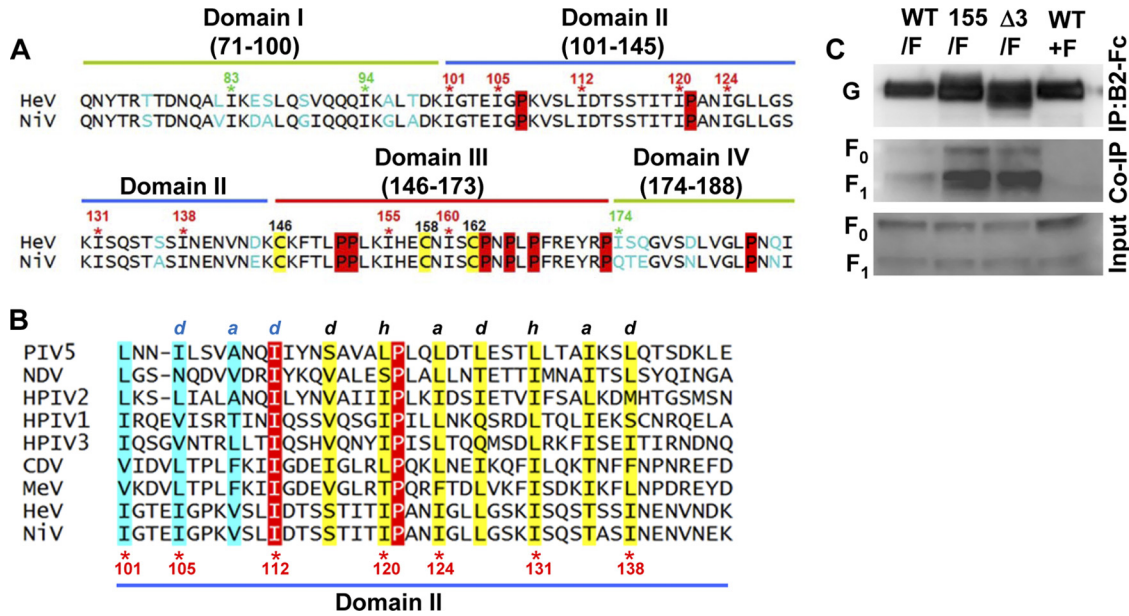 A
Domain I
(71-100)
Domain II
(101-145)
83 94 101 105 112 120 124
* * * * * * *
HeV QNYTRTTDNQALIKESLQSVQQQIKALTDKIGTEIGPKVSLIDTSSTITIPANIGLLGS
NiV QNYTRSTDNQAVIKDALQGIQQQIKGLADKIGTEIGPKVSLIDTSSTITIPANIGLLGS
Domain II
Domain III
(146-173)
Domain IV
(174-188)
131 138 146 155 158 160 162 174
* * * * *
HeV KISQSTSSINENVNDKCKFTLPPLKIHECNISCPNPLPFREYRPISQGVSDLVGLPNQI
NiV KISQSTASINENVNEKCKFTLPPLKIHECNISCPNPLPFREYRPQTEGVSNLVGLPNNI
B
d a d d h a d h a d
PIV5 LNN-ILSVANQIIYNSAVALPLQLDTLESTLLTAIKSLQTSDKLE
NDV LGS-NQDVVDRIYKQVALESPLALLNTETTIMNAITSLSYQINGA
HPIV2 LKS-LIALANQILYNVAIIIPLKIDSIETVIFSALKDMHTGSMSN
HPIV1 IRQEVISRTINIQSSVQSGIPILLNKQSRDLTQLIEKSCNRQELA
HPIV3 IQSGVNTRLLTIQSHVQNYIPISLTQQMSDLRKFISEITIRNDNQ
CDV VIDVLTPLFKIIGDEIGLRLPQKLNEIKQFILQKTNFFNPNREFD
MeV VKDVLTPLFKIIGDEVGLRTPQRFTDLVKFISDKIKFLNPDREYD
HeV IGTEIGPKVSLIDTSSTITIPANIGLLGSKISQSTSSINENVNDK
NiV IGTEIGPKVSLIDTSSTITIPANIGLLGSKISQSTASINENVNEK
* * * * * * *
101 105 112 120 124 131 138
Domain II
C
WT 155 Δ3 WT
/F /F /F +F
G
IP:B2-Fc
F0
F1
Co-IP
F0
F1
Input